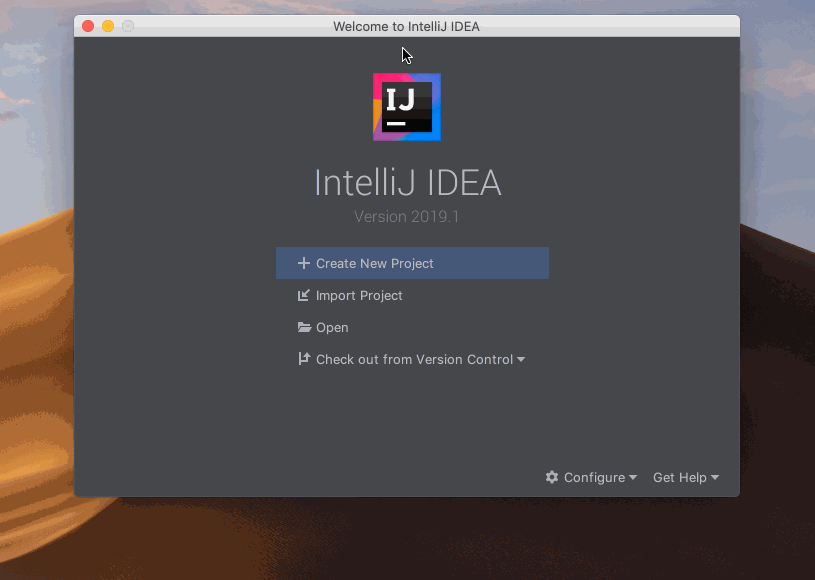 Welcome to IntelliJ IDEA
IJ
IntelliJ IDEA
Version 2019.1
Create New Project
Import Project
Open
Check out from Version Control
Configure
Get Help